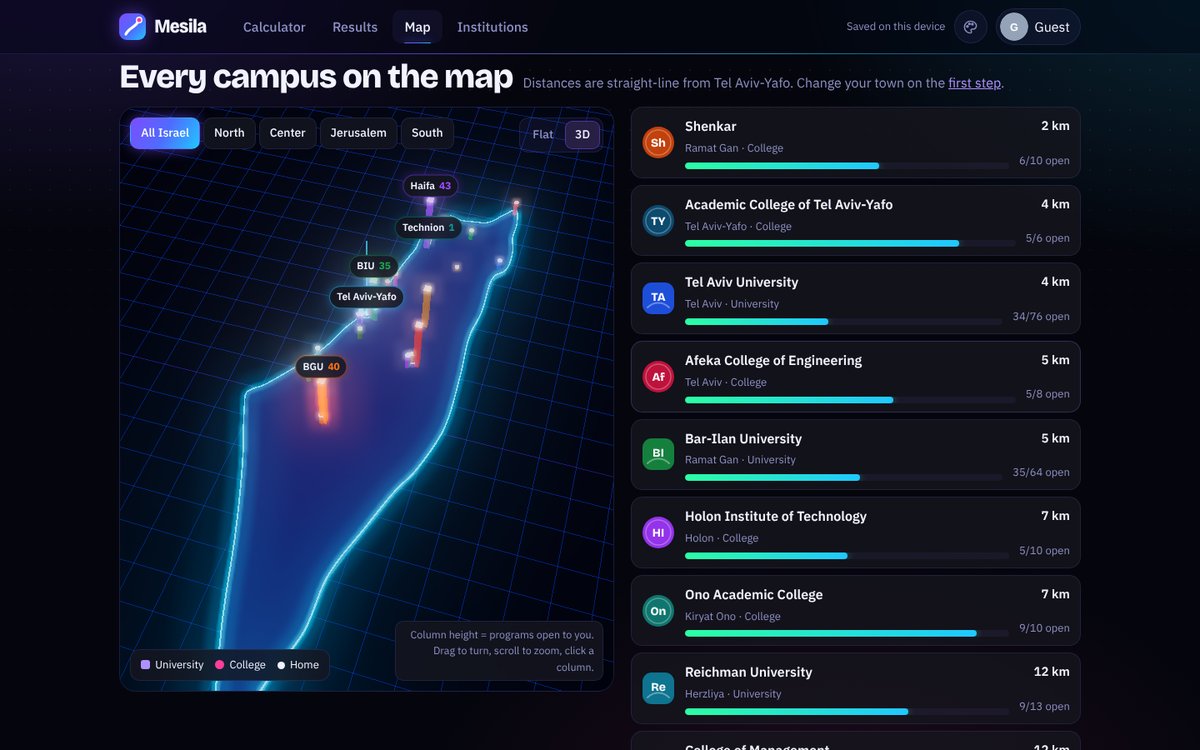 Mesila
Calculator
Results
Map
Institutions
Saved on this device
G
Guest
Every campus on the map
Distances are straight-line from Tel Aviv-Yafo. Change your town on the first step.
All Israel
North
Center
Jerusalem
South
Flat
3D
Haifa 43
Technion 1
BIU 35
Tel Aviv-Yafo
BGU 40
University
College
Home
Column height = programs open to you.
Drag to turn, scroll to zoom, click a
column.
Sh
Shenkar
2 km
Ramat Gan · College
6/10 open
TY
Academic College of Tel Aviv-Yafo
4 km
Tel Aviv-Yafo · College
5/6 open
TA
Tel Aviv University
4 km
Tel Aviv · University
34/76 open
Af
Afeka College of Engineering
5 km
Tel Aviv · College
5/8 open
BI
Bar-Ilan University
5 km
Ramat Gan · University
35/64 open
HI
Holon Institute of Technology
7 km
Holon · College
5/10 open
On
Ono Academic College
7 km
Kiryat Ono · College
9/10 open
Re
Reichman University
12 km
Herzliya · University
9/13 open
College of Management
12 km